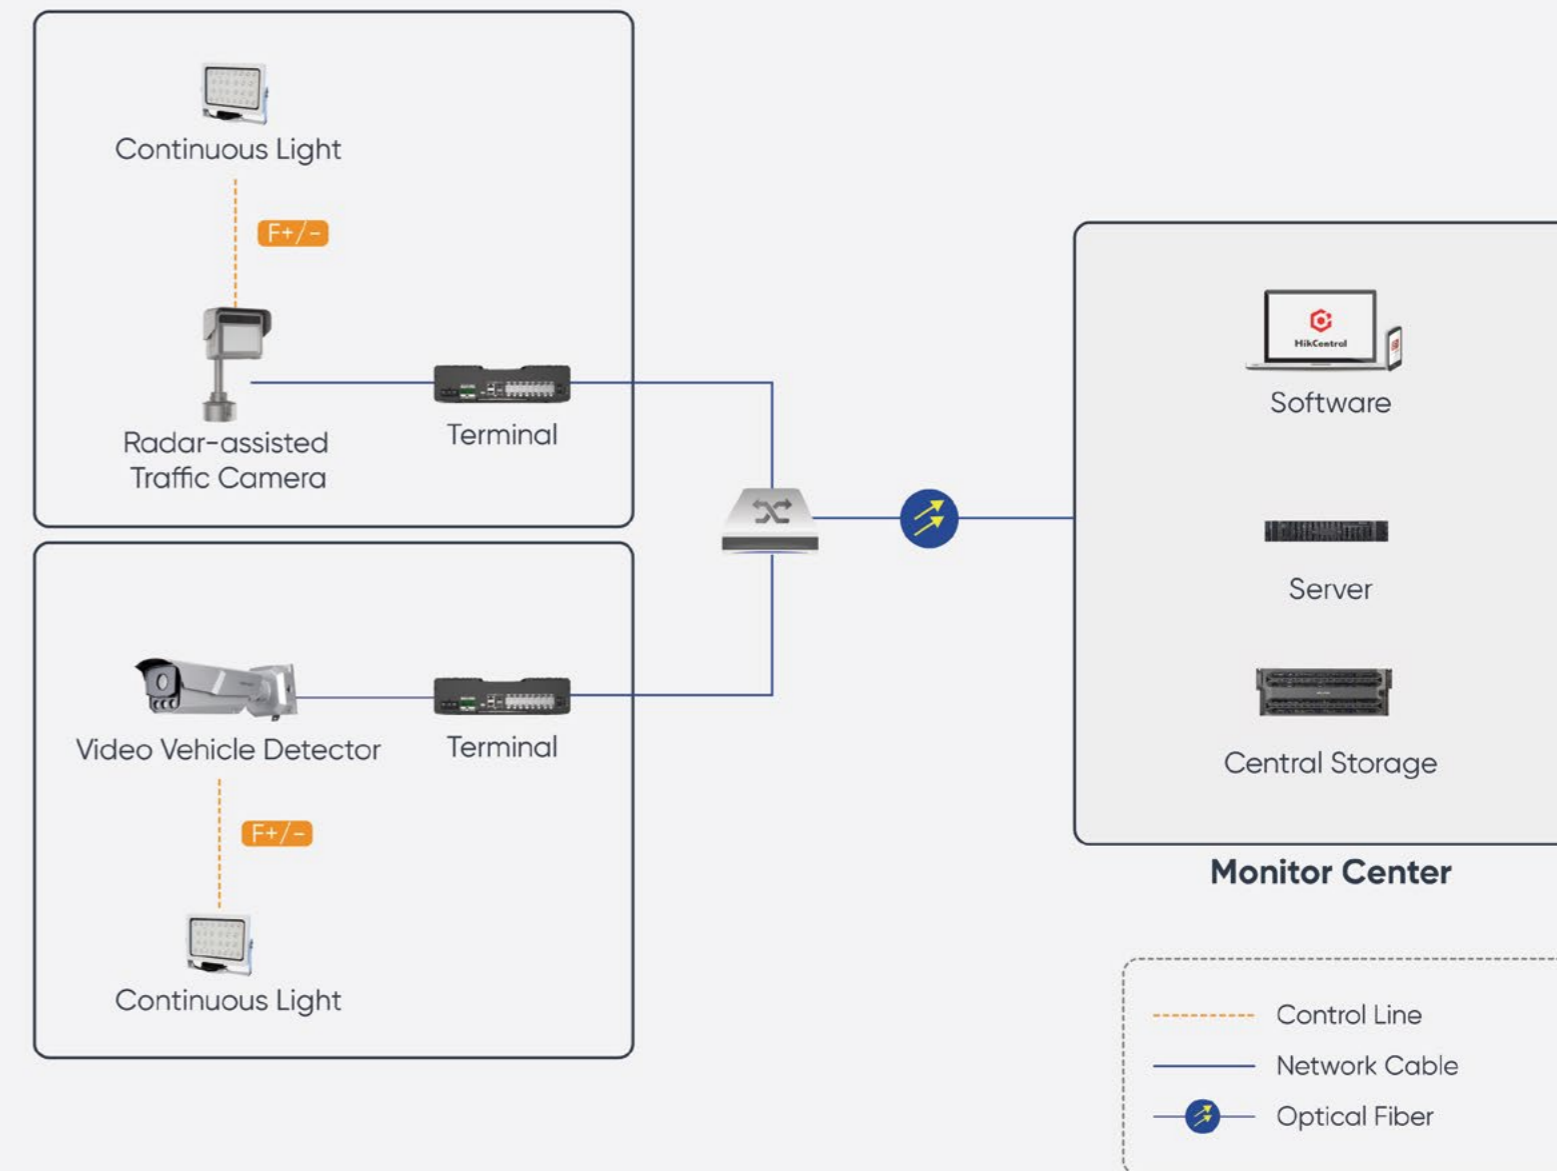 Continuous Light
F+/-
Radar-assisted
Traffic Camera
Terminal
Video Vehicle Detector
Terminal
F+/-
Continuous Light
HikCentral
Software
Server
Central Storage
Monitor Center
Control Line
Network Cable
Optical Fiber